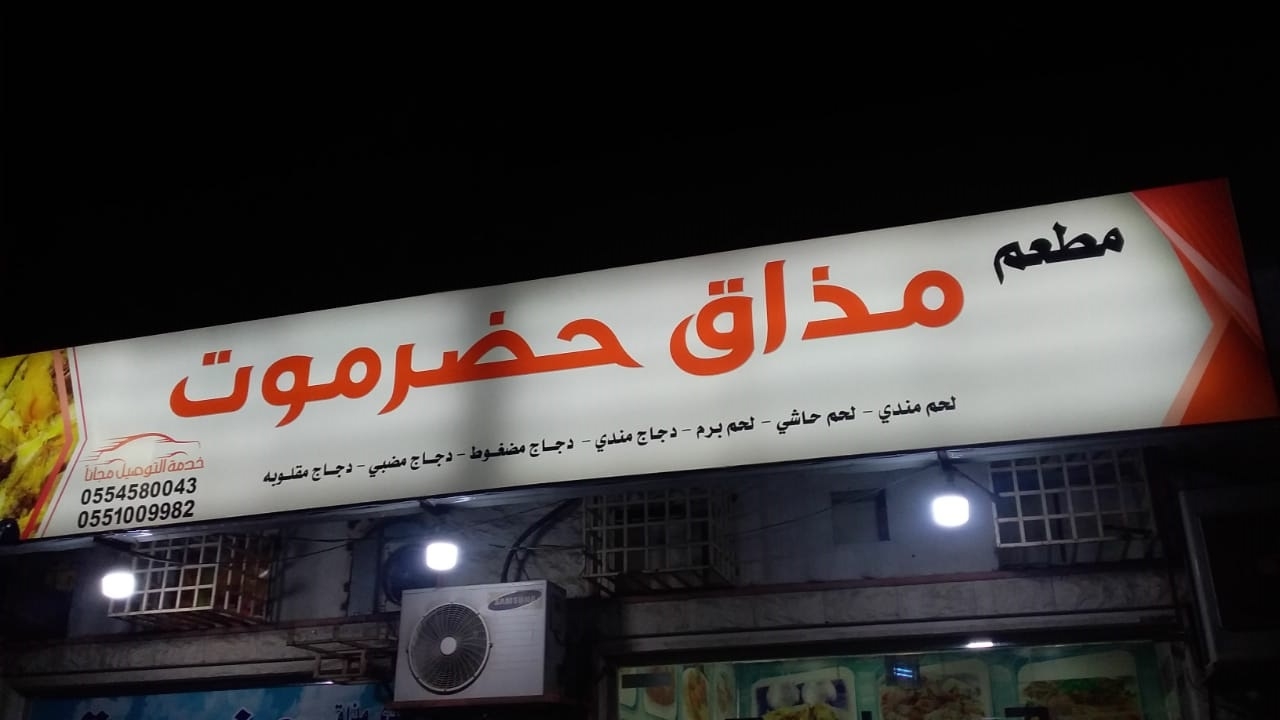 مطعم
مذاق حضرموت
لحم مندي - لحم حاشي - لحم برم - دجاج مندي - دجاج مضغوط - دجاج مضبي - دجاج مقلوبه
خدمة التوصيل مجانا
0554580043
0551009982
SAMSUNG